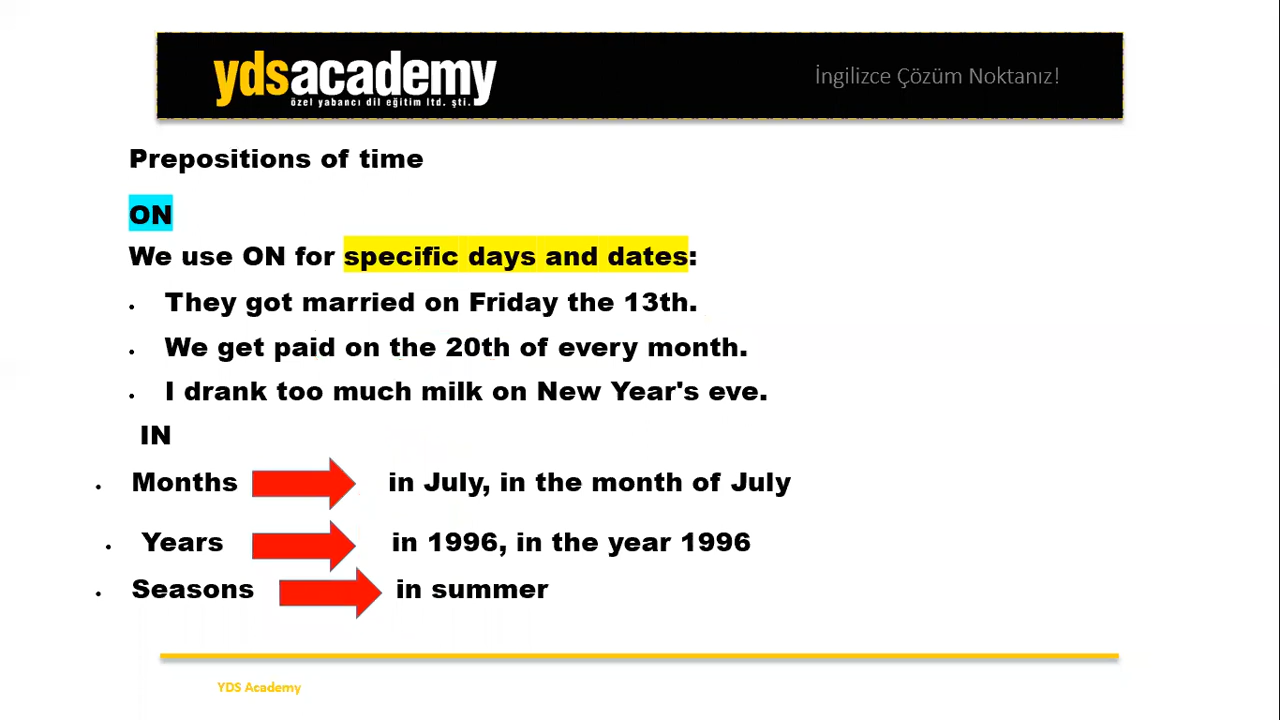 ydsacademy
özel yabancı dil eğitim ltd. şti.
İngilizce Çözüm Noktanız!
Prepositions of time
ON
We use ON for specific days and dates:
• They got married on Friday the 13th.
• We get paid on the 20th of every month.
• I drank too much milk on New Year's eve.
IN
• Months in July, in the month of July
• Years in 1996, in the year 1996
• Seasons in summer
YDS Academy